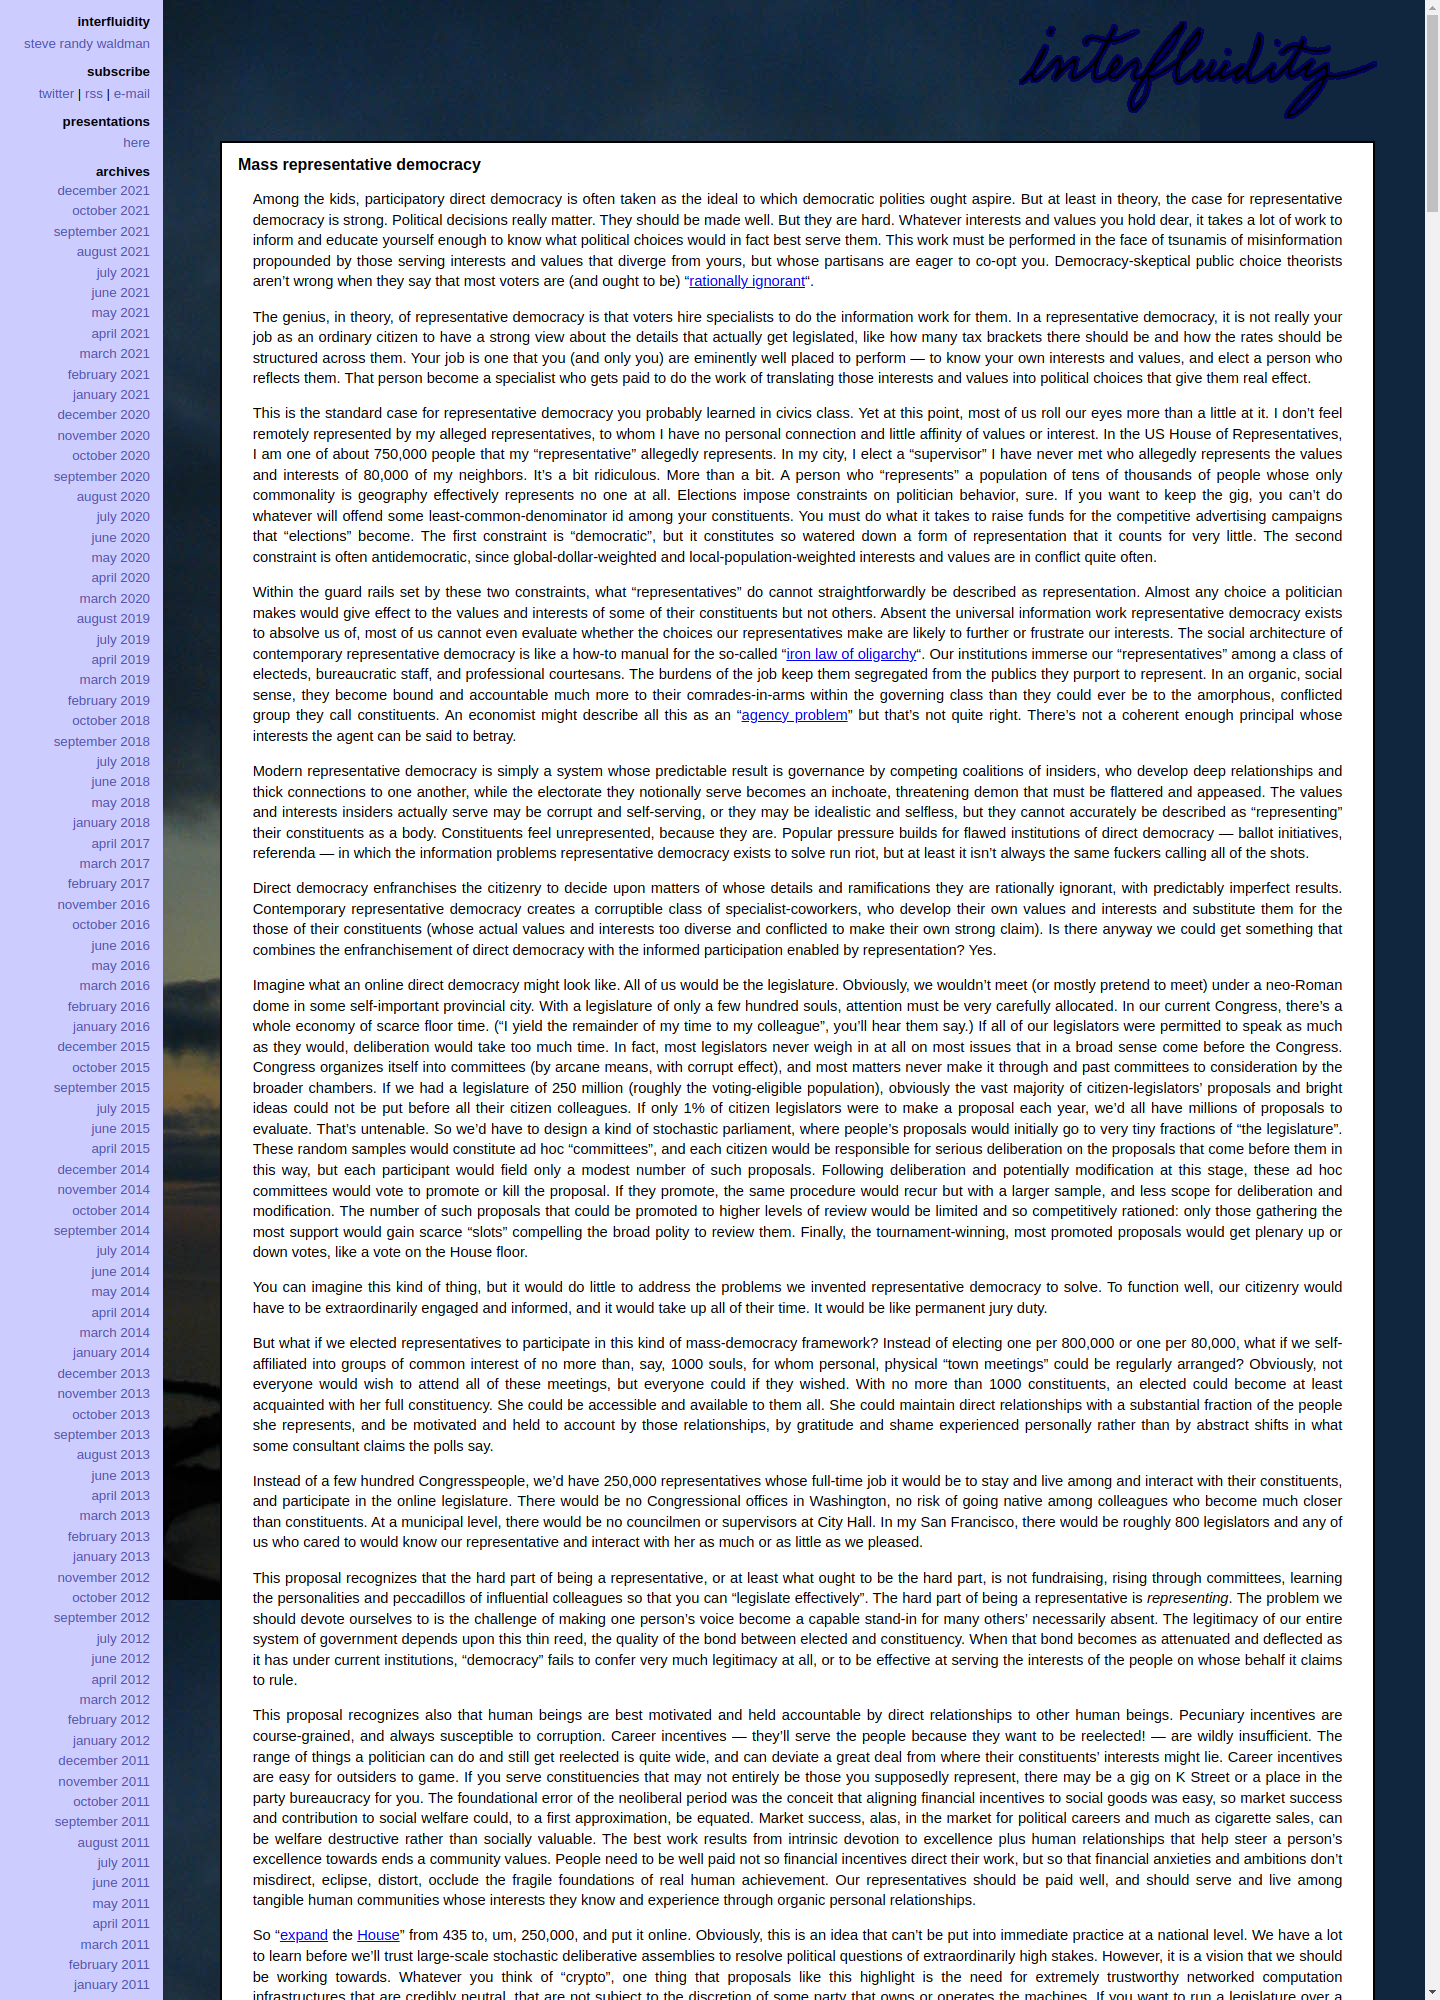 interfluidity
steve randy waldman
subscribe
twitter | rss | e-mail
presentations
here
archives
december 2021
october 2021
september 2021
august 2021
july 2021
june 2021
may 2021
april 2021
march 2021
february 2021
january 2021
december 2020
november 2020
october 2020
september 2020
august 2020
july 2020
june 2020
may 2020
april 2020
march 2020
august 2019
july 2019
april 2019
march 2019
february 2019
october 2018
september 2018
july 2018
june 2018
may 2018
january 2018
april 2017
march 2017
february 2017
november 2016
october 2016
june 2016
may 2016
march 2016
february 2016
january 2016
december 2015
october 2015
september 2015
july 2015
june 2015
april 2015
december 2014
november 2014
october 2014
september 2014
july 2014
june 2014
may 2014
april 2014
march 2014
january 2014
december 2013
november 2013
october 2013
september 2013
august 2013
june 2013
april 2013
march 2013
february 2013
january 2013
november 2012
october 2012
september 2012
july 2012
june 2012
april 2012
march 2012
february 2012
january 2012
december 2011
november 2011
october 2011
september 2011
august 2011
july 2011
june 2011
may 2011
april 2011
march 2011
february 2011
january 2011
interfluidity
Mass representative democracy
Among the kids, participatory direct democracy is often taken as the ideal to which democratic polities ought aspire. But at least in theory, the case for representative
democracy is strong. Political decisions really matter. They should be made well. But they are hard. Whatever interests and values you hold dear, it takes a lot of work to
inform and educate yourself enough to know what political choices would in fact best serve them. This work must be performed in the face of tsunamis of misinformation
propounded by those serving interests and values that diverge from yours, but whose partisans are eager to co-opt you. Democracy-skeptical public choice theorists
aren’t wrong when they say that most voters are (and ought to be) “rationally ignorant“.
The genius, in theory, of representative democracy is that voters hire specialists to do the information work for them. In a representative democracy, it is not really your
job as an ordinary citizen to have a strong view about the details that actually get legislated, like how many tax brackets there should be and how the rates should be
structured across them. Your job is one that you (and only you) are eminently well placed to perform — to know your own interests and values, and elect a person who
reflects them. That person become a specialist who gets paid to do the work of translating those interests and values into political choices that give them real effect.
This is the standard case for representative democracy you probably learned in civics class. Yet at this point, most of us roll our eyes more than a little at it. I don’t feel
remotely represented by my alleged representatives, to whom I have no personal connection and little affinity of values or interest. In the US House of Representatives,
I am one of about 750,000 people that my “representative” allegedly represents. In my city, I elect a “supervisor” I have never met who allegedly represents the values
and interests of 80,000 of my neighbors. It’s a bit ridiculous. More than a bit. A person who “represents” a population of tens of thousands of people whose only
commonality is geography effectively represents no one at all. Elections impose constraints on politician behavior, sure. If you want to keep the gig, you can’t do
whatever will offend some least-common-denominator id among your constituents. You must do what it takes to raise funds for the competitive advertising campaigns
that “elections” become. The first constraint is “democratic”, but it constitutes so watered down a form of representation that it counts for very little. The second
constraint is often antidemocratic, since global-dollar-weighted and local-population-weighted interests and values are in conflict quite often.
Within the guard rails set by these two constraints, what “representatives” do cannot straightforwardly be described as representation. Almost any choice a politician
makes would give effect to the values and interests of some of their constituents but not others. Absent the universal information work representative democracy exists
to absolve us of, most of us cannot even evaluate whether the choices our representatives make are likely to further or frustrate our interests. The social architecture of
contemporary representative democracy is like a how-to manual for the so-called “iron law of oligarchy“. Our institutions immerse our “representatives” among a class of
electeds, bureaucratic staff, and professional courtesans. The burdens of the job keep them segregated from the publics they purport to represent. In an organic, social
sense, they become bound and accountable much more to their comrades-in-arms within the governing class than they could ever be to the amorphous, conflicted
group they call constituents. An economist might describe all this as an “agency problem” but that’s not quite right. There’s not a coherent enough principal whose
interests the agent can be said to betray.
Modern representative democracy is simply a system whose predictable result is governance by competing coalitions of insiders, who develop deep relationships and
thick connections to one another, while the electorate they notionally serve becomes an inchoate, threatening demon that must be flattered and appeased. The values
and interests insiders actually serve may be corrupt and self-serving, or they may be idealistic and selfless, but they cannot accurately be described as “representing”
their constituents as a body. Constituents feel unrepresented, because they are. Popular pressure builds for flawed institutions of direct democracy — ballot initiatives,
referenda — in which the information problems representative democracy exists to solve run riot, but at least it isn’t always the same fuckers calling all of the shots.
Direct democracy enfranchises the citizenry to decide upon matters of whose details and ramifications they are rationally ignorant, with predictably imperfect results.
Contemporary representative democracy creates a corruptible class of specialist-coworkers, who develop their own values and interests and substitute them for the
those of their constituents (whose actual values and interests too diverse and conflicted to make their own strong claim). Is there anyway we could get something that
combines the enfranchisement of direct democracy with the informed participation enabled by representation? Yes.
Imagine what an online direct democracy might look like. All of us would be the legislature. Obviously, we wouldn’t meet (or mostly pretend to meet) under a neo-Roman
dome in some self-important provincial city. With a legislature of only a few hundred souls, attention must be very carefully allocated. In our current Congress, there’s a
whole economy of scarce floor time. (“I yield the remainder of my time to my colleague”, you’ll hear them say.) If all of our legislators were permitted to speak as much
as they would, deliberation would take too much time. In fact, most legislators never weigh in at all on most issues that in a broad sense come before the Congress.
Congress organizes itself into committees (by arcane means, with corrupt effect), and most matters never make it through and past committees to consideration by the
broader chambers. If we had a legislature of 250 million (roughly the voting-eligible population), obviously the vast majority of citizen-legislators’ proposals and bright
ideas could not be put before all their citizen colleagues. If only 1% of citizen legislators were to make a proposal each year, we’d all have millions of proposals to
evaluate. That’s untenable. So we’d have to design a kind of stochastic parliament, where people’s proposals would initially go to very tiny fractions of “the legislature”.
These random samples would constitute ad hoc “committees”, and each citizen would be responsible for serious deliberation on the proposals that come before them in
this way, but each participant would field only a modest number of such proposals. Following deliberation and potentially modification at this stage, these ad hoc
committees would vote to promote or kill the proposal. If they promote, the same procedure would recur but with a larger sample, and less scope for deliberation and
modification. The number of such proposals that could be promoted to higher levels of review would be limited and so competitively rationed: only those gathering the
most support would gain scarce “slots” compelling the broad polity to review them. Finally, the tournament-winning, most promoted proposals would get plenary up or
down votes, like a vote on the House floor.
You can imagine this kind of thing, but it would do little to address the problems we invented representative democracy to solve. To function well, our citizenry would
have to be extraordinarily engaged and informed, and it would take up all of their time. It would be like permanent jury duty.
But what if we elected representatives to participate in this kind of mass-democracy framework? Instead of electing one per 800,000 or one per 80,000, what if we self-
affiliated into groups of common interest of no more than, say, 1000 souls, for whom personal, physical “town meetings” could be regularly arranged? Obviously, not
everyone would wish to attend all of these meetings, but everyone could if they wished. With no more than 1000 constituents, an elected could become at least
acquainted with her full constituency. She could be accessible and available to them all. She could maintain direct relationships with a substantial fraction of the people
she represents, and be motivated and held to account by those relationships, by gratitude and shame experienced personally rather than by abstract shifts in what
some consultant claims the polls say.
Instead of a few hundred Congresspeople, we’d have 250,000 representatives whose full-time job it would be to stay and live among and interact with their constituents,
and participate in the online legislature. There would be no Congressional offices in Washington, no risk of going native among colleagues who become much closer
than constituents. At a municipal level, there would be no councilmen or supervisors at City Hall. In my San Francisco, there would be roughly 800 legislators and any of
us who cared to would know our representative and interact with her as much or as little as we pleased.
This proposal recognizes that the hard part of being a representative, or at least what ought to be the hard part, is not fundraising, rising through committees, learning
the personalities and peccadillos of influential colleagues so that you can “legislate effectively”. The hard part of being a representative is representing. The problem we
should devote ourselves to is the challenge of making one person’s voice become a capable stand-in for many others’ necessarily absent. The legitimacy of our entire
system of government depends upon this thin reed, the quality of the bond between elected and constituency. When that bond becomes as attenuated and deflected as
it has under current institutions, “democracy” fails to confer very much legitimacy at all, or to be effective at serving the interests of the people on whose behalf it claims
to rule.
This proposal recognizes also that human beings are best motivated and held accountable by direct relationships to other human beings. Pecuniary incentives are
course-grained, and always susceptible to corruption. Career incentives — they’ll serve the people because they want to be reelected! — are wildly insufficient. The
range of things a politician can do and still get reelected is quite wide, and can deviate a great deal from where their constituents’ interests might lie. Career incentives
are easy for outsiders to game. If you serve constituencies that may not entirely be those you supposedly represent, there may be a gig on K Street or a place in the
party bureaucracy for you. The foundational error of the neoliberal period was the conceit that aligning financial incentives to social goods was easy, so market success
and contribution to social welfare could, to a first approximation, be equated. Market success, alas, in the market for political careers and much as cigarette sales, can
be welfare destructive rather than socially valuable. The best work results from intrinsic devotion to excellence plus human relationships that help steer a person’s
excellence towards ends a community values. People need to be well paid not so financial incentives direct their work, but so that financial anxieties and ambitions don’t
misdirect, eclipse, distort, occlude the fragile foundations of real human achievement. Our representatives should be paid well, and should serve and live among
tangible human communities whose interests they know and experience through organic personal relationships.
So “expand the House” from 435 to, um, 250,000, and put it online. Obviously, this is an idea that can’t be put into immediate practice at a national level. We have a lot
to learn before we’ll trust large-scale stochastic deliberative assemblies to resolve political questions of extraordinarily high stakes. However, it is a vision that we should
be working towards. Whatever you think of “crypto”, one thing that proposals like this highlight is the need for extremely trustworthy networked computation
infrastructures that are credibly neutral, that are not subject to the discretion of some party that owns or operates the machines. If you want to run a legislature over a